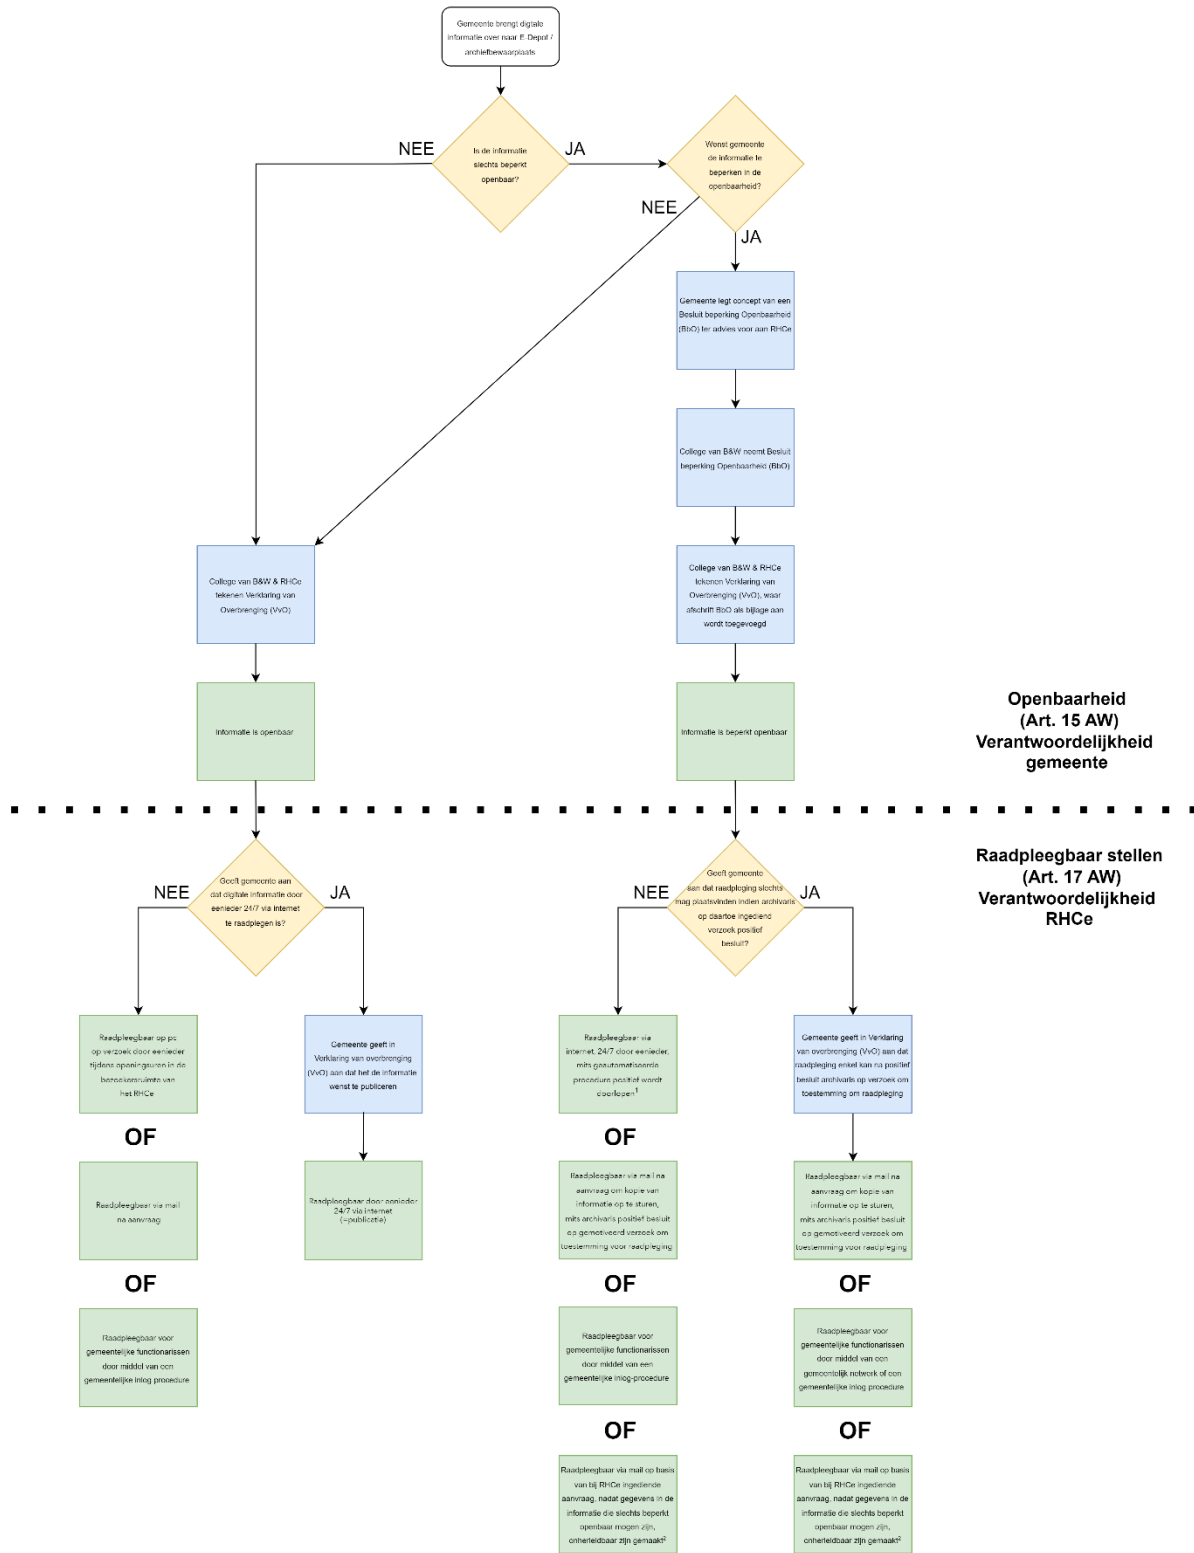 Gemeente brengt digitale
informatie over naar E-Depot /
archiefbewaarplaats
NEE
Is de informatie
slechts beperkt
openbaar?
JA
Wenst gemeente
de informatie te
beperken in de
openbaarheid?
NEE
JA
Gemeente legt concept van een
Besluit beperking Openbaarheid
(BbO) ter advies voor aan RHCe
College van B&W neemt Besluit
beperking Openbaarheid (BbO)
College van B&W & RHCe
tekenen Verklaring van
Overbrenging (VvO)
College van B&W & RHCe
tekenen Verklaring van
Overbrenging (VvO), waar
afschrift BbO als bijlage aan
wordt toegevoegd
Informatie is openbaar
Informatie is beperkt openbaar
Openbaarheid
(Art. 15 AW)
Verantwoordelijkheid
gemeente
Raadpleegbaar stellen
(Art. 17 AW)
Verantwoordelijkheid
RHCe
NEE
Geeft gemeente aan
dat digitale informatie door
eenieder 24/7 via internet
te raadplegen is?
JA
NEE
Geeft gemeente
aan dat raadpleging slechts
mag plaatsvinden indien archivaris
op daartoe ingediend
verzoek positief
besluit?
JA
Raadpleegbaar op pc
op verzoek door eenieder
tijdens openingsuren in de
bezoekersruimte van
het RHCe
Gemeente geeft in
Verklaring van overbrenging
(VvO) aan dat het de informatie
wenst te publiceren
Raadpleegbaar via
internet, 24/7 door eenieder,
mits geautomatiseerde
procedure positief wordt
doorlopen1
Gemeente geeft in Verklaring
van overbrenging (VvO) aan dat
raadpleging enkel kan na positief
besluit archivaris op verzoek om
toestemming om raadpleging
OF
OF
OF
Raadpleegbaar via mail
na aanvraag
Raadpleegbaar door eenieder
24/7 via internet
(=publicatie)
Raadpleegbaar via mail na
aanvraag om kopie van
informatie op te sturen,
mits archivaris positief besluit
op gemotiveerd verzoek om
toestemming voor raadpleging
Raadpleegbaar via mail na
aanvraag om kopie van
informatie op te sturen,
mits archivaris positief besluit
op gemotiveerd verzoek om
toestemming voor raadpleging
OF
OF
OF
Raadpleegbaar voor
gemeentelijke functionarissen
door middel van een
gemeentelijke inlog procedure
Raadpleegbaar voor
gemeentelijke functionarissen
door middel van een
gemeentelijke inlog-procedure
Raadpleegbaar voor
gemeentelijke functionarissen
door middel van een
gemeentelijk netwerk of een
gemeentelijke inlog procedure
OF
OF
Raadpleegbaar via mail op basis
van bij RHCe ingediende
aanvraag, nadat gegevens in de
informatie die slechts beperkt
openbaar mogen zijn,
onherleidbaar zijn gemaakt2
Raadpleegbaar via mail op basis
van bij RHCe ingediende
aanvraag, nadat gegevens in de
informatie die slechts beperkt
openbaar mogen zijn,
onherleidbaar zijn gemaakt2